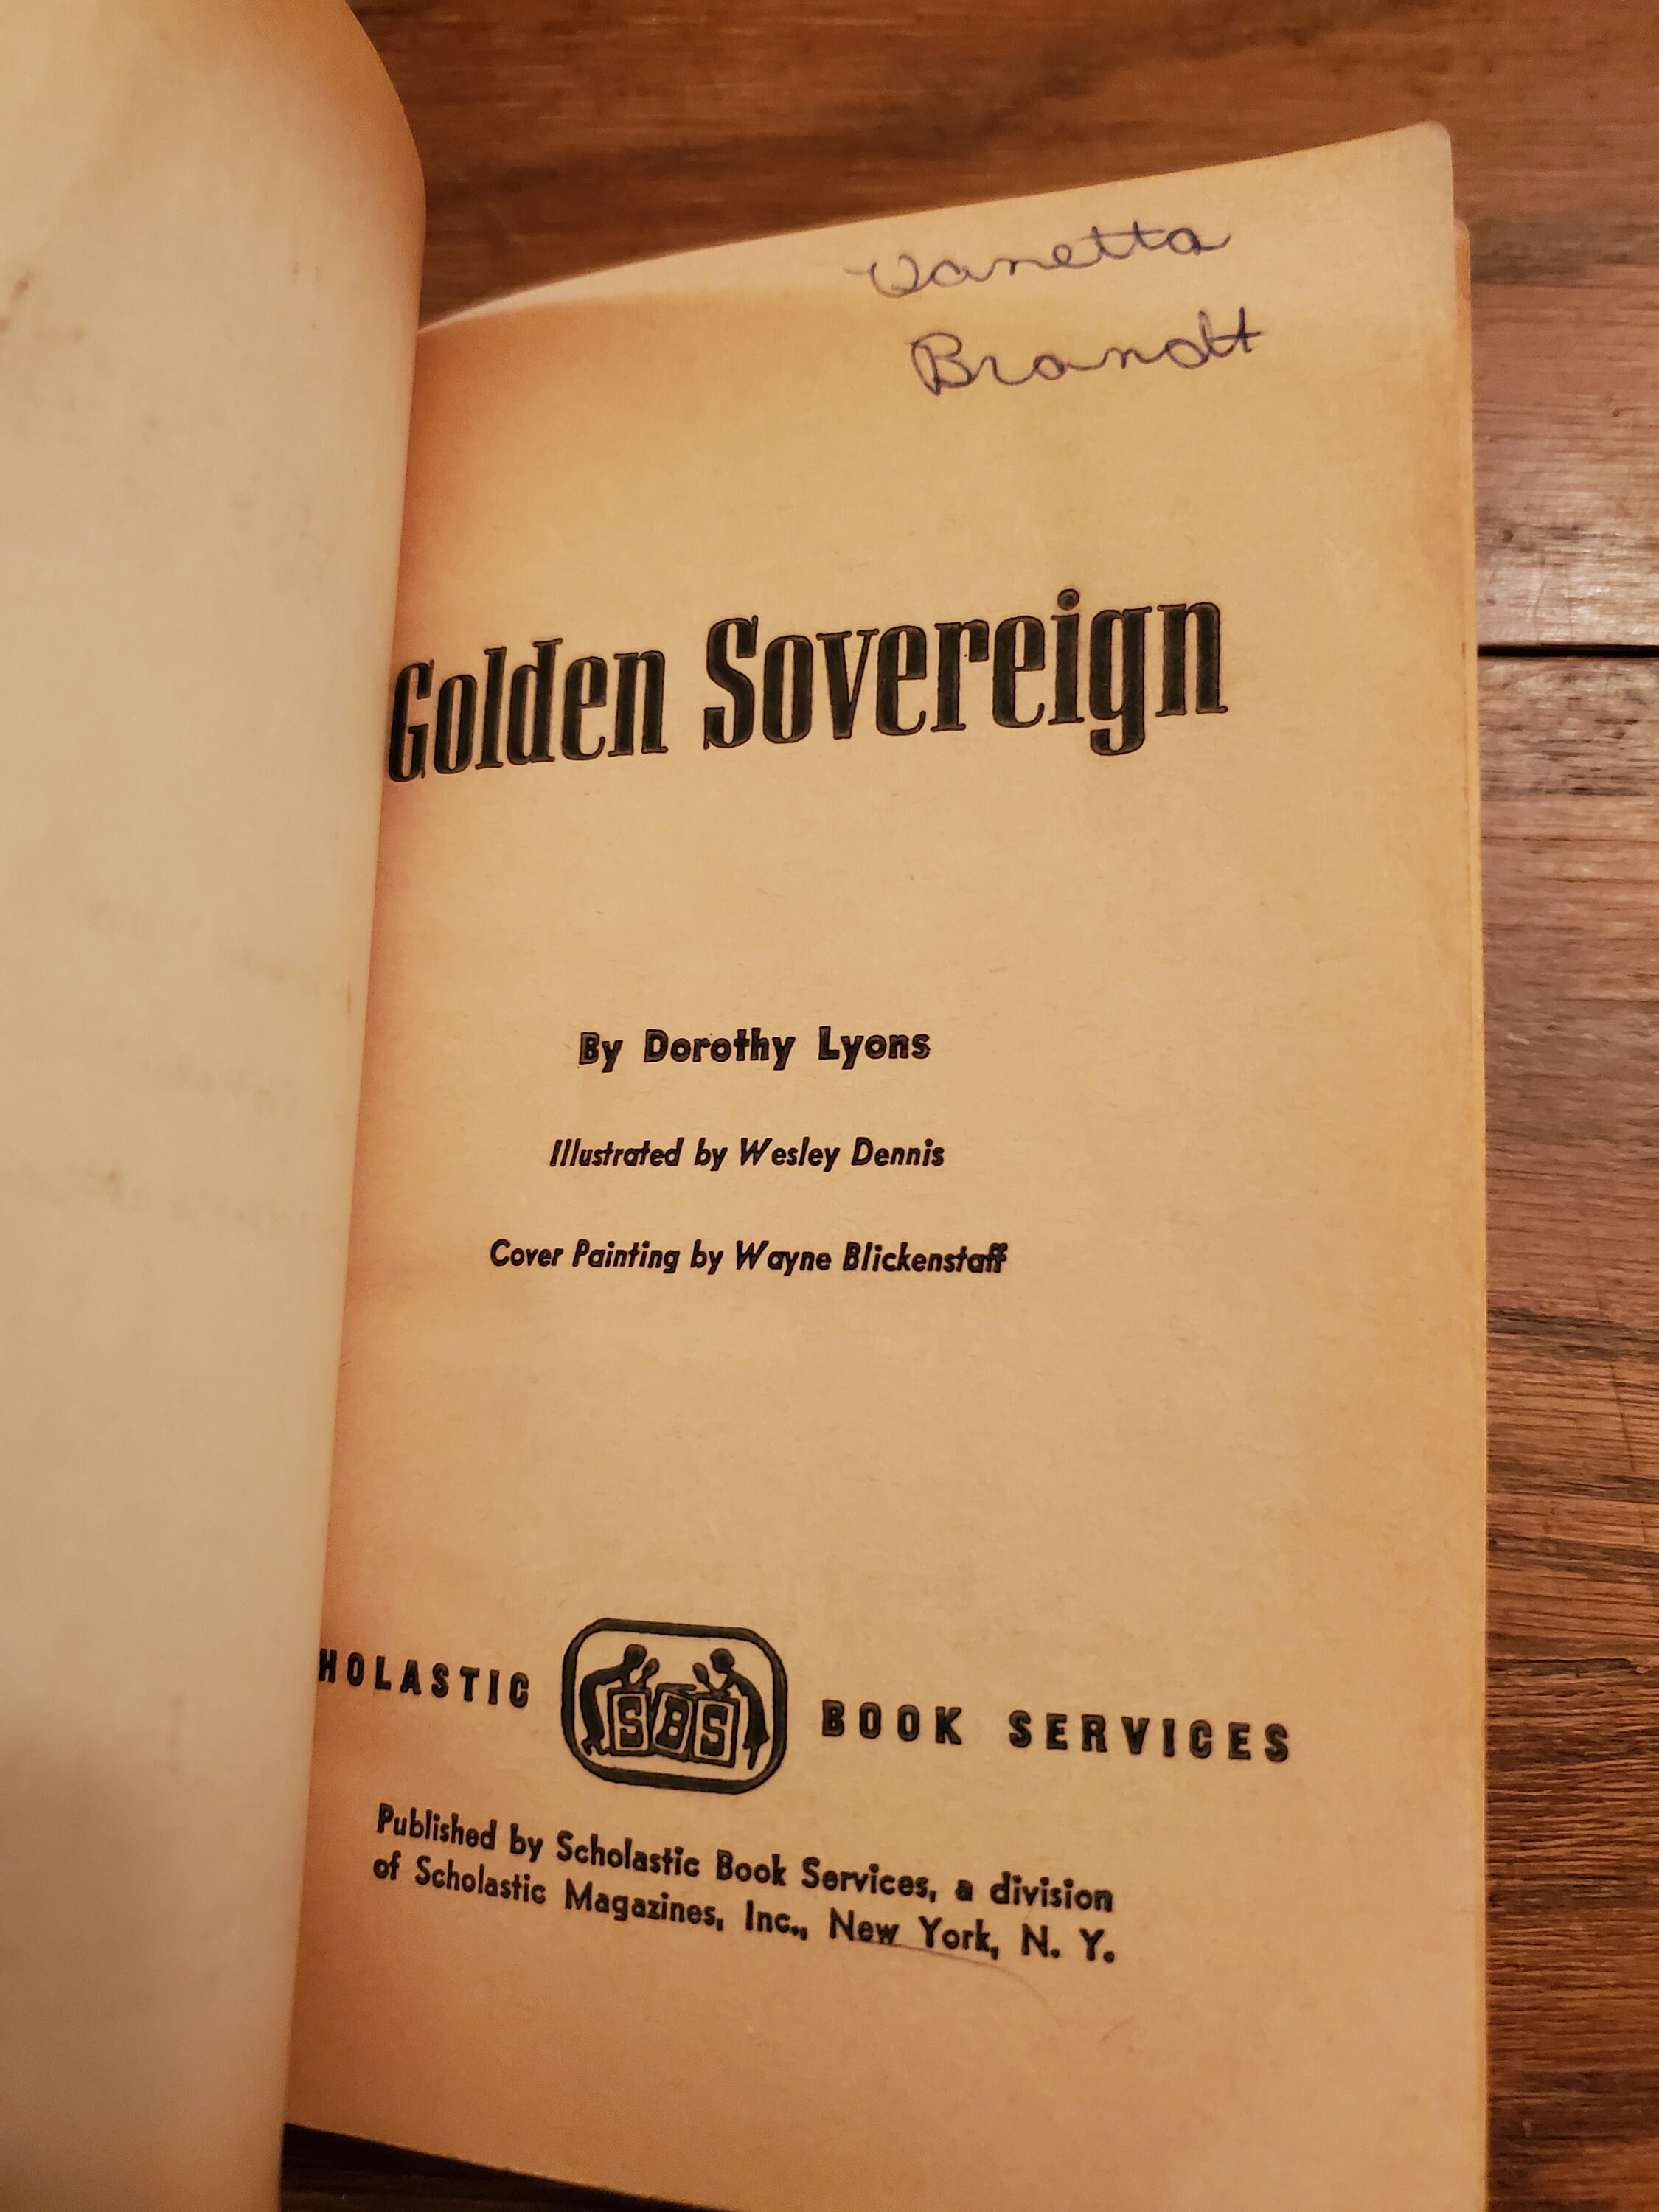 Vanetta
Brandt
Golden Sovereign
By Dorothy Lyons
Illustrated by Wesley Dennis
Cover Painting by Wayne Blickenstaff
HOLASTIC SBS BOOK SERVICES
Published by Scholastic Book Services, a division
of Scholastic Magazines, Inc., New York, N. Y.